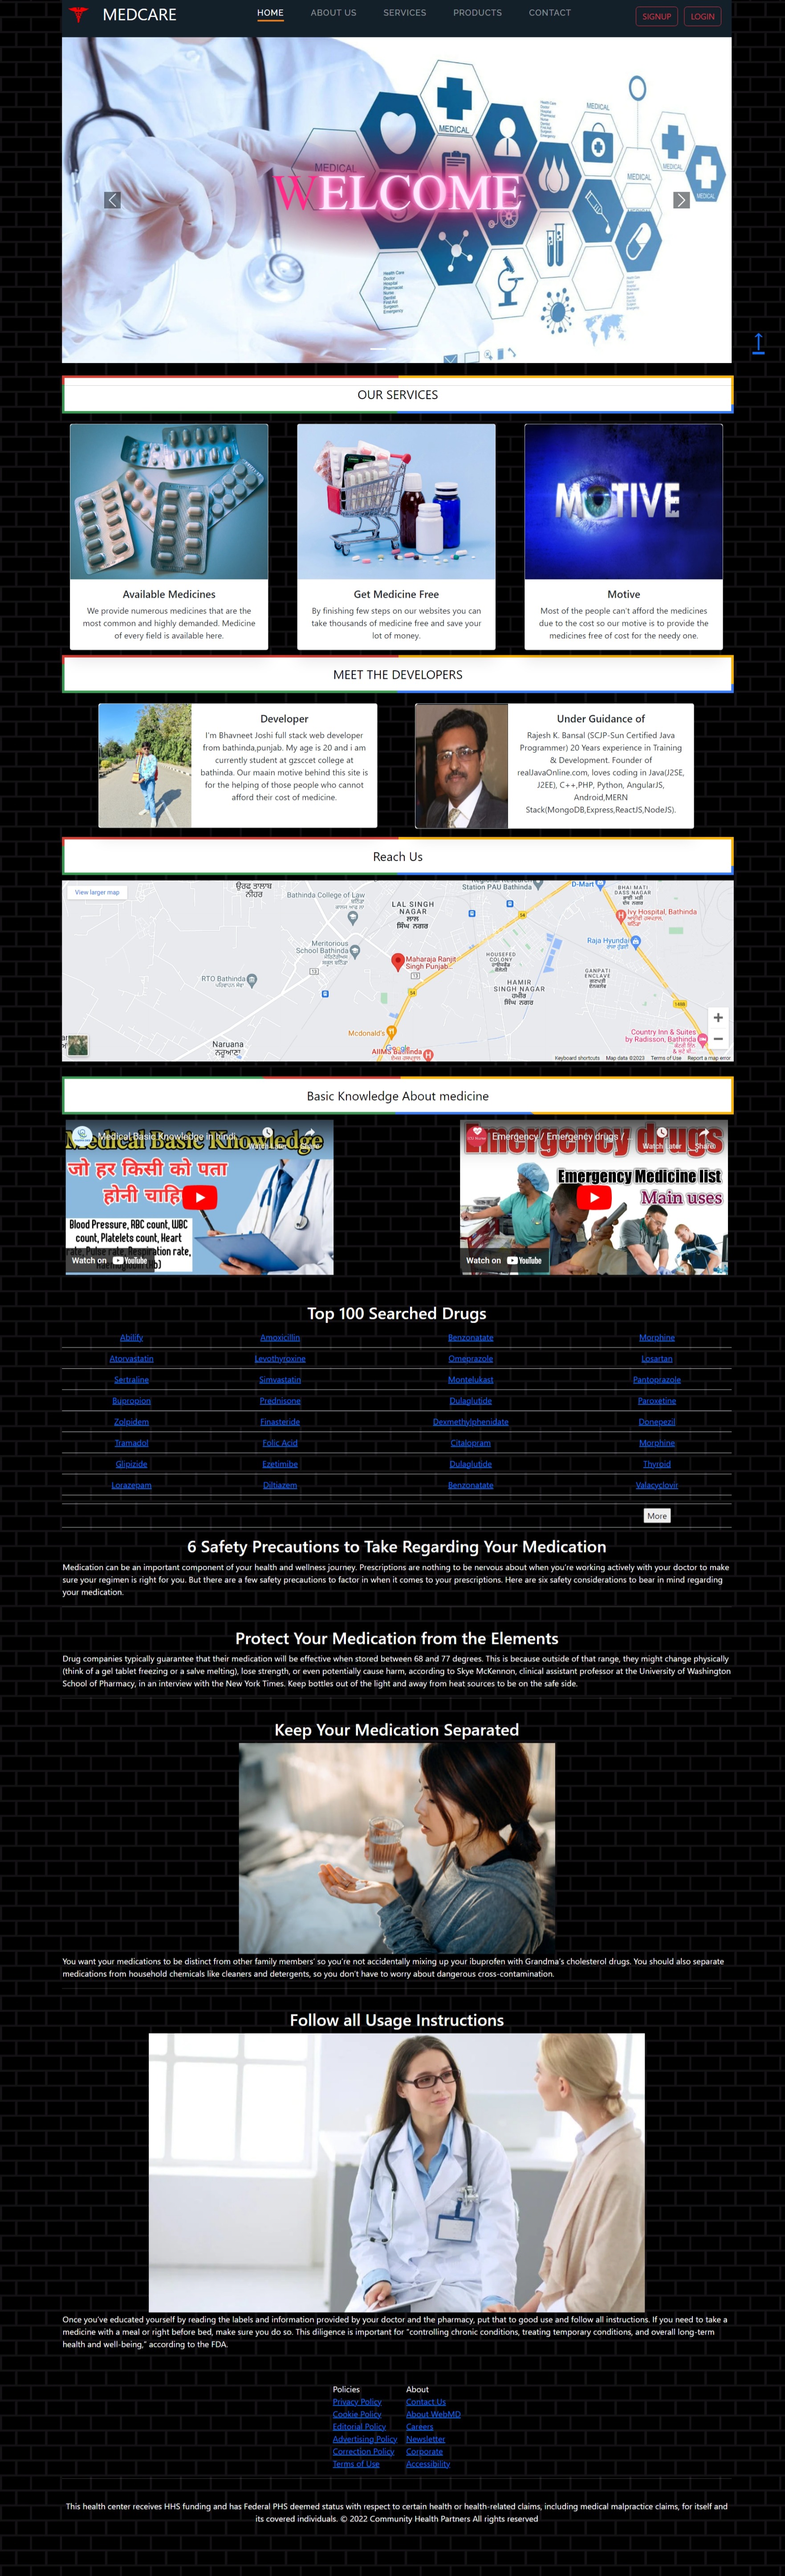 MEDCARE
HOME
ABOUT US
SERVICES
PRODUCTS
CONTACT
SIGNUP
LOGIN
MEDICAL
MEDICAL
MEDICAL
MEDICAL
MEDICAL
MEDICAL
WELCOME
Health Care
Doctor
Hospital
Pharmacist
Nurse
Dentist
First Aid
Surgeon
Emergency
OUR SERVICES
MOTIVE
Available Medicines
We provide numerous medicines that are the
most common and highly demanded. Medicine
of every field is available here.
Get Medicine Free
By finishing few steps on our websites you can
take thousands of medicine free and save your
lot of money.
Motive
Most of the people can't afford the medicines
due to the cost so our motive is to provide the
medicines free of cost for the needy one.
MEET THE DEVELOPERS
Developer
I'm Bhavneet Joshi full stack web developer
from bathinda,punjab. My age is 20 and i am
currently student at gzsccet college at
bathinda. Our maain motive behind this site is
for the helping of those people who cannot
afford their cost of medicine.
Under Guidance of
Rajesh K. Bansal (SCJP-Sun Certified Java
Programmer) 20 Years experience in Training
& Development. Founder of
realJavaOnline.com, loves coding in Java(J2SE,
J2EE), C++,PHP, Python, AngularJS,
Android,MERN
Stack(MongoDB,Express,ReactJS,NodeJS).
Reach Us
View larger map
Bathinda College of Law
Station PAU Bathinda
D-Mart
BHAI MATI
DASS NAGAR
LAL SINGH
NAGAR
ਲਾਲ
ਸਿੰਘ ਨਗਰ
54
Ivy Hospital, Bathinda
Meritorious
School Bathinda
Raja Hyundai
Maharaja Ranjit
Singh Punjab...
HOUSEFED
COLONY
RTO Bathinda
GANPATI
ENCLAVE
HAMIR
SINGH NAGAR
ਹਮੀਰ
ਸਿੰਘ ਨਗਰ
54
148B
McDonald's
Country Inn & Suites
by Radisson, Bathinda
Naruana
ਨਰੂਆਣਾ
Google
AIIMS Bathinda
Keyboard shortcuts
Map data ©2023
Terms of Use
Report a map error
Basic Knowledge About medicine
Medical Basic Knowledge
Medical Basic Knowledge in hindi
Watch Later
Share
जो हर किसी को पता
होनी चाहि
Blood Pressure, RBC count, WBC
count, Platelets count, Heart
rate, Pulse rate, Respiration rate,
Watch on YouTube
Emergency drugs
Emergency / Emergency drugs / ...
Watch Later
Share
Emergency Medicine list
Main uses
Watch on YouTube
Top 100 Searched Drugs
Abilify
Amoxicillin
Benzonatate
Morphine
Atorvastatin
Levothyroxine
Omeprazole
Losartan
Sertraline
Simvastatin
Montelukast
Pantoprazole
Bupropion
Prednisone
Dulaglutide
Paroxetine
Zolpidem
Finasteride
Dexmethylphenidate
Donepezil
Tramadol
Folic Acid
Citalopram
Morphine
Glipizide
Ezetimibe
Dulaglutide
Thyroid
Lorazepam
Diltiazem
Benzonatate
Valacyclovir
More
6 Safety Precautions to Take Regarding Your Medication
Medication can be an important component of your health and wellness journey. Prescriptions are nothing to be nervous about when you're working actively with your doctor to make
sure your regimen is right for you. But there are a few safety precautions to factor in when it comes to your prescriptions. Here are six safety considerations to bear in mind regarding
your medication.
Protect Your Medication from the Elements
Drug companies typically guarantee that their medication will be effective when stored between 68 and 77 degrees. This is because outside of that range, they might change physically
(think of a gel tablet freezing or a salve melting), lose strength, or even potentially cause harm, according to Skye McKennon, clinical assistant professor at the University of Washington
School of Pharmacy, in an interview with the New York Times. Keep bottles out of the light and away from heat sources to be on the safe side.
Keep Your Medication Separated
You want your medications to be distinct from other family members' so you're not accidentally mixing up your ibuprofen with Grandma's cholesterol drugs. You should also separate
medications from household chemicals like cleaners and detergents, so you don't have to worry about dangerous cross-contamination.
Follow all Usage Instructions
Once you've educated yourself by reading the labels and information provided by your doctor and the pharmacy, put that to good use and follow all instructions. If you need to take a
medicine with a meal or right before bed, make sure you do so. This diligence is important for "controlling chronic conditions, treating temporary conditions, and overall long-term
health and well-being," according to the FDA.
Policies
Privacy Policy
Cookie Policy
Editorial Policy
Advertising Policy
Correction Policy
Terms of Use
About
Contact Us
About WebMD
Careers
Newsletter
Corporate
Accessibility
This health center receives HHS funding and has Federal PHS deemed status with respect to certain health or health-related claims, including medical malpractice claims, for itself and
its covered individuals. © 2022 Community Health Partners All rights reserved